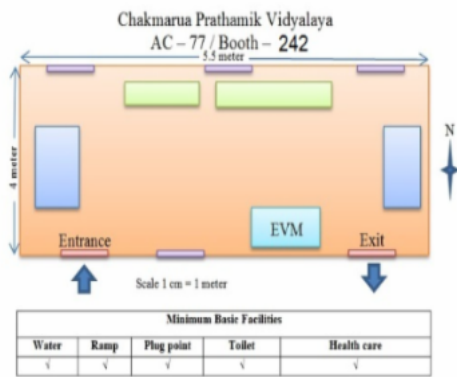 Chakmarua Prathamik Vidyalaya
AC – 77 / Booth – 242
5.5 meter
4 meter
N
EVM
Entrance
Exit
Scale 1 cm = 1 meter
Minimum Basic Facilities
Water Ramp Plug point Toilet Health care
√ √ √ √ √